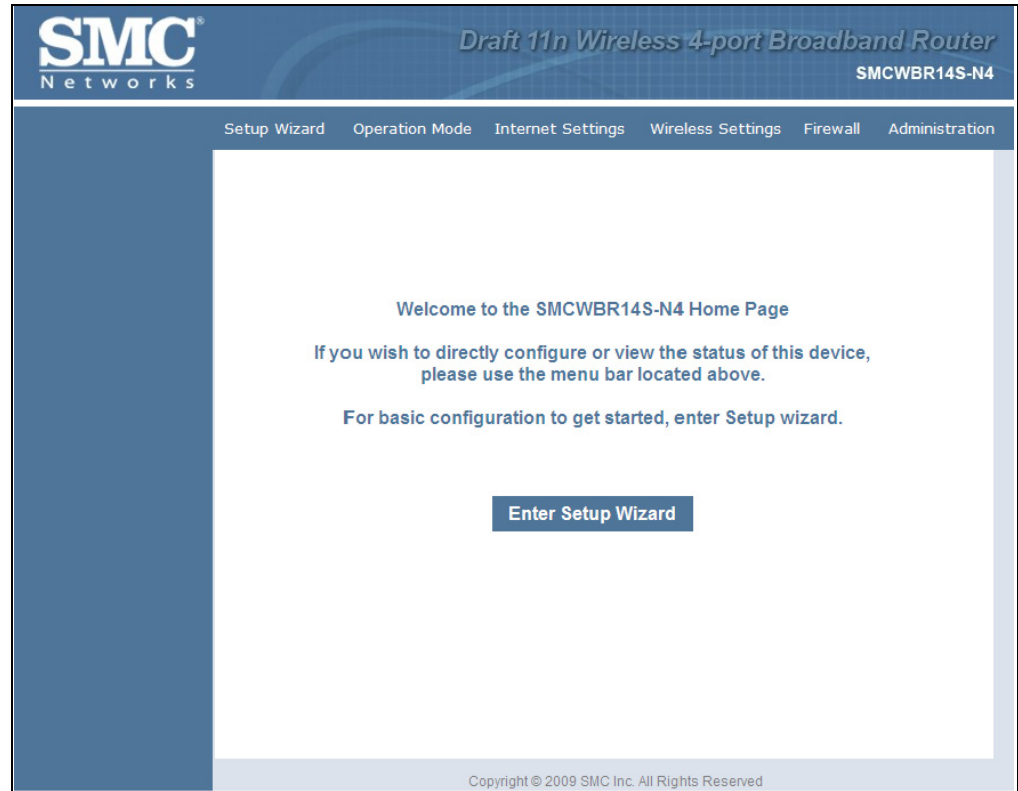 SMC®
Networks
Draft 11n Wireless 4-port Broadband Router
SMCWBR14S-N4
Setup Wizard Operation Mode Internet Settings Wireless Settings Firewall Administration
Welcome to the SMCWBR14S-N4 Home Page
If you wish to directly configure or view the status of this device,
please use the menu bar located above.
For basic configuration to get started, enter Setup wizard.
Enter Setup Wizard
Copyright © 2009 SMC Inc. All Rights Reserved